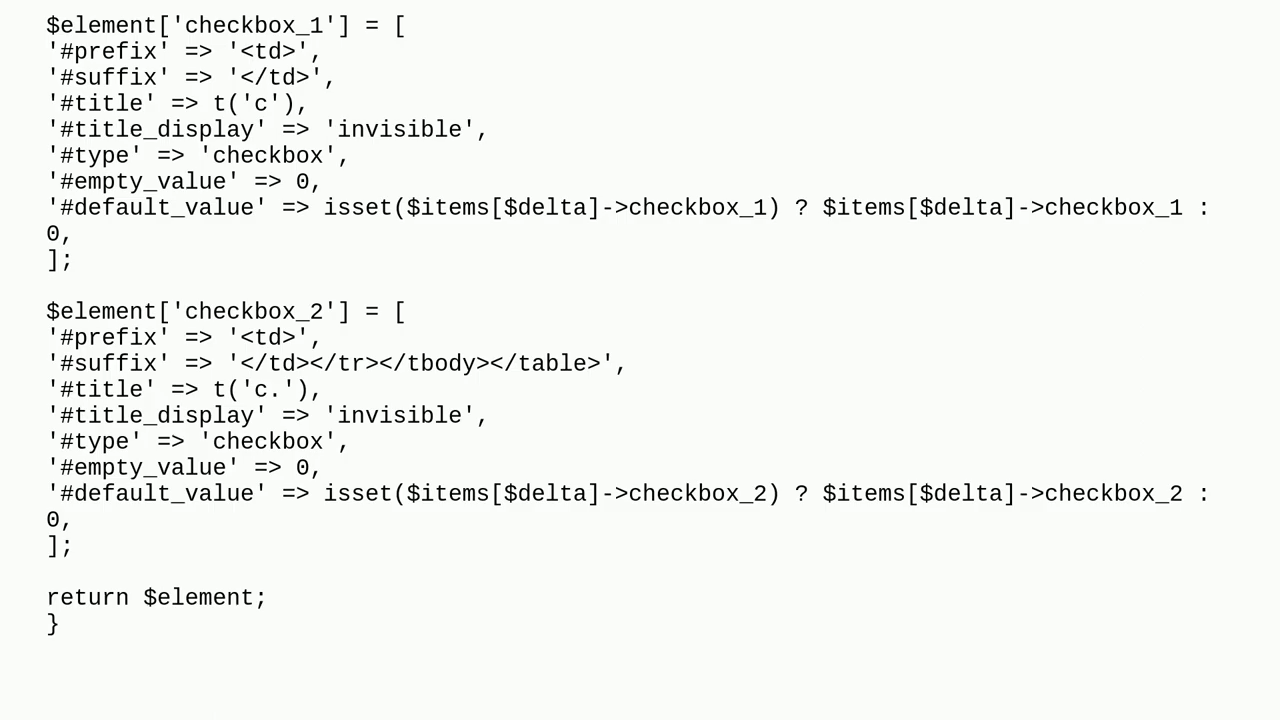 $element['checkbox_1'] = [
'#prefix' => '<td>',
'#suffix' => '</td>',
'#title' => t('c'),
'#title_display' => 'invisible',
'#type' => 'checkbox',
'#empty_value' => 0,
'#default_value' => isset($items[$delta]->checkbox_1) ? $items[$delta]->checkbox_1 :
0,
];

$element['checkbox_2'] = [
'#prefix' => '<td>',
'#suffix' => '</td></tr></tbody></table>',
'#title' => t('c.'),
'#title_display' => 'invisible',
'#type' => 'checkbox',
'#empty_value' => 0,
'#default_value' => isset($items[$delta]->checkbox_2) ? $items[$delta]->checkbox_2 :
0,
];

return $element;
}